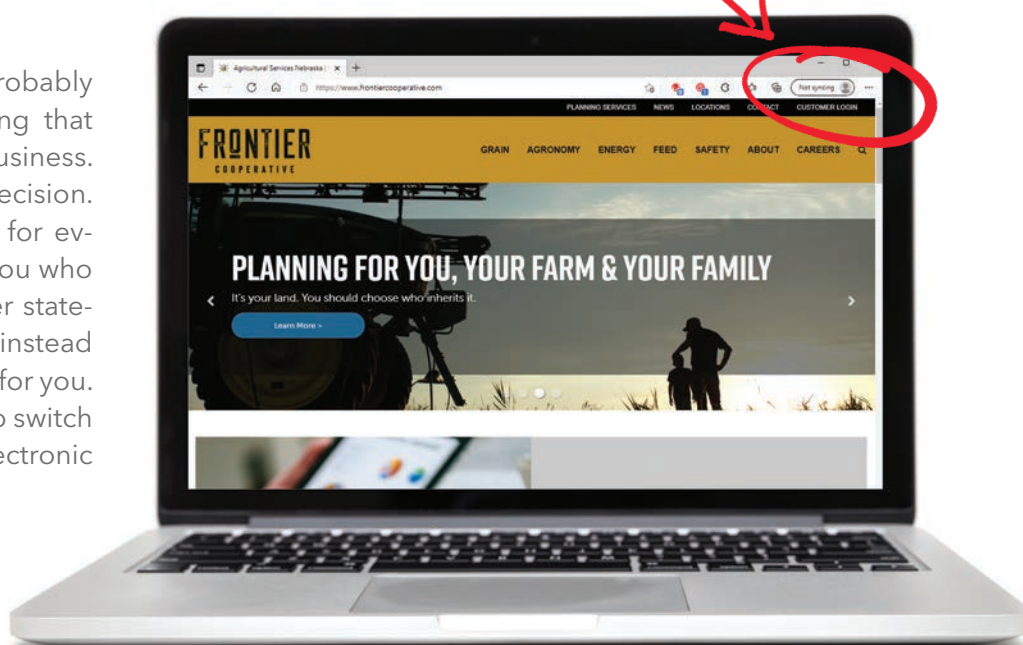 robably
ng that
usiness.
ecision.
for ev-
ou who
er state-
instead
for you.
o switch
ectronic
Agricultural Services Nebraska |
https://www.frontiercooperative.com
Not syncing
PLANNING SERVICES NEWS LOCATIONS CONTACT CUSTOMER LOGIN
FRONTIER
COOPERATIVE
GRAIN AGRONOMY ENERGY FEED SAFETY ABOUT CAREERS
PLANNING FOR YOU, YOUR FARM & YOUR FAMILY
It's your land. You should choose who inherits it.
Learn More >